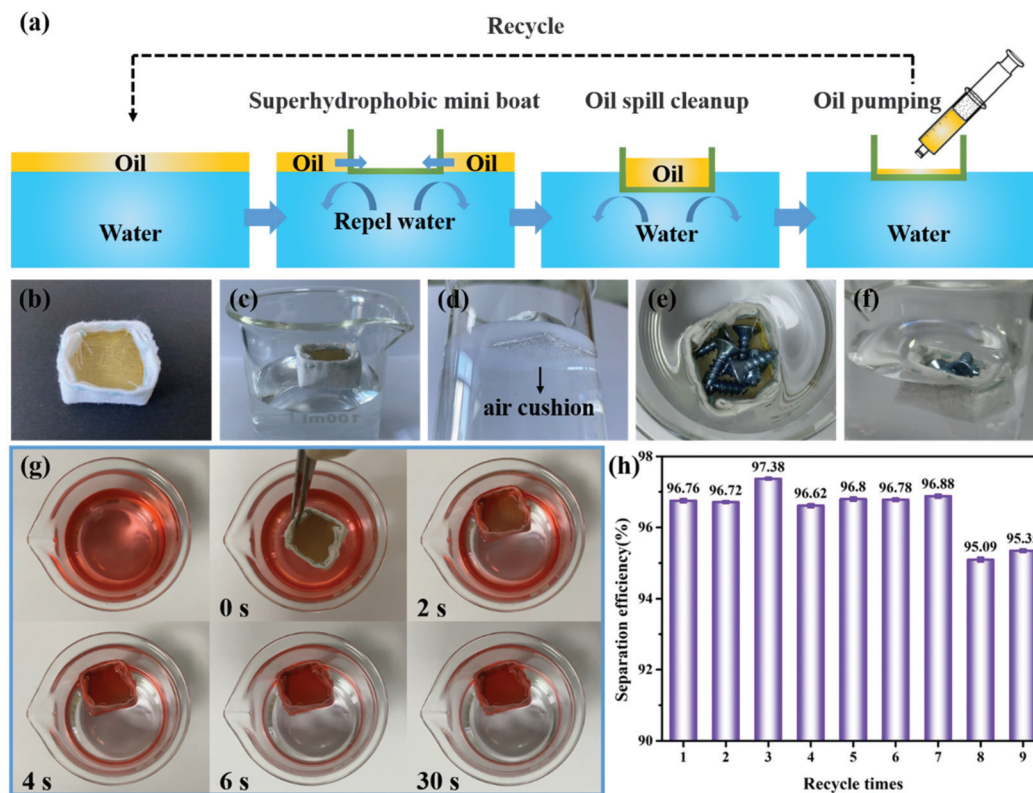 (a)
Recycle
Superhydrophobic mini boat
Oil spill cleanup
Oil pumping
Oil
Oil
Oil
Oil
Water
Repel water
Water
Water
(b)
(c)
(d)
(e)
(f)
air cushion
(g)
0 s
2 s
4 s
6 s
30 s
(h)
Separation efficiency(%)
98
96
94
92
90
96.76
96.72
97.38
96.62
96.8
96.78
96.88
95.09
95.3
1 2 3 4 5 6 7 8 9
Recycle times